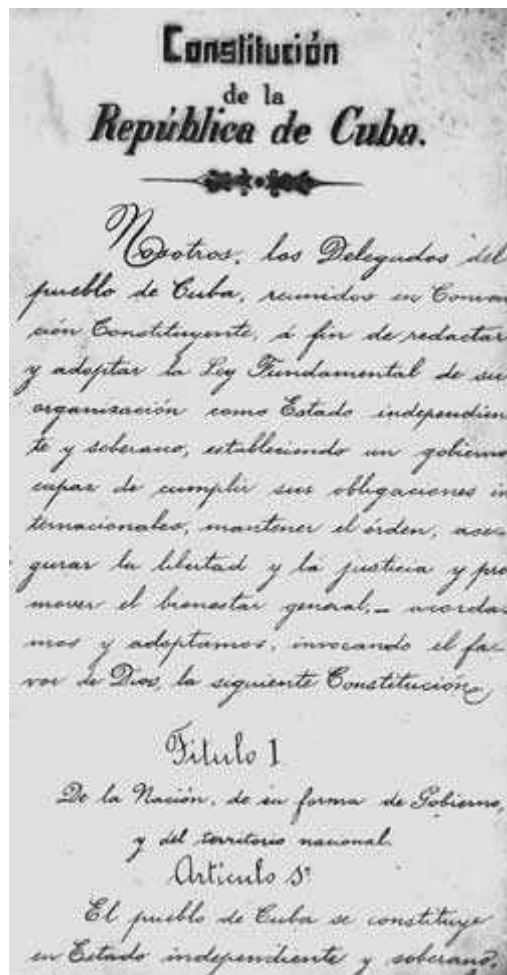 Constitución
de la
República de Cuba.
Nosotros, los Delegados del
pueblo de Cuba, reunidos en Conven
ción Constituyente, á fin de redactar
y adoptar la Ley Fundamental de su
organización como Estado independien
te y soberano, estableciendo un gobierno
capaz de cumplir sus obligaciones in
ternacionales, mantener el órden, ase-
gurar la libertad y la justicia y pro
mover el bienestar general, – acorda-
mos y adoptamos, invocando el fa-
vor de Dios, la siguiente Constitución
Titulo I
De la Nación, de su forma de Gobierno,
y del territorio nacional.
Articulo
El pueblo de Cuba se constituye
en Estado independiente y soberano,